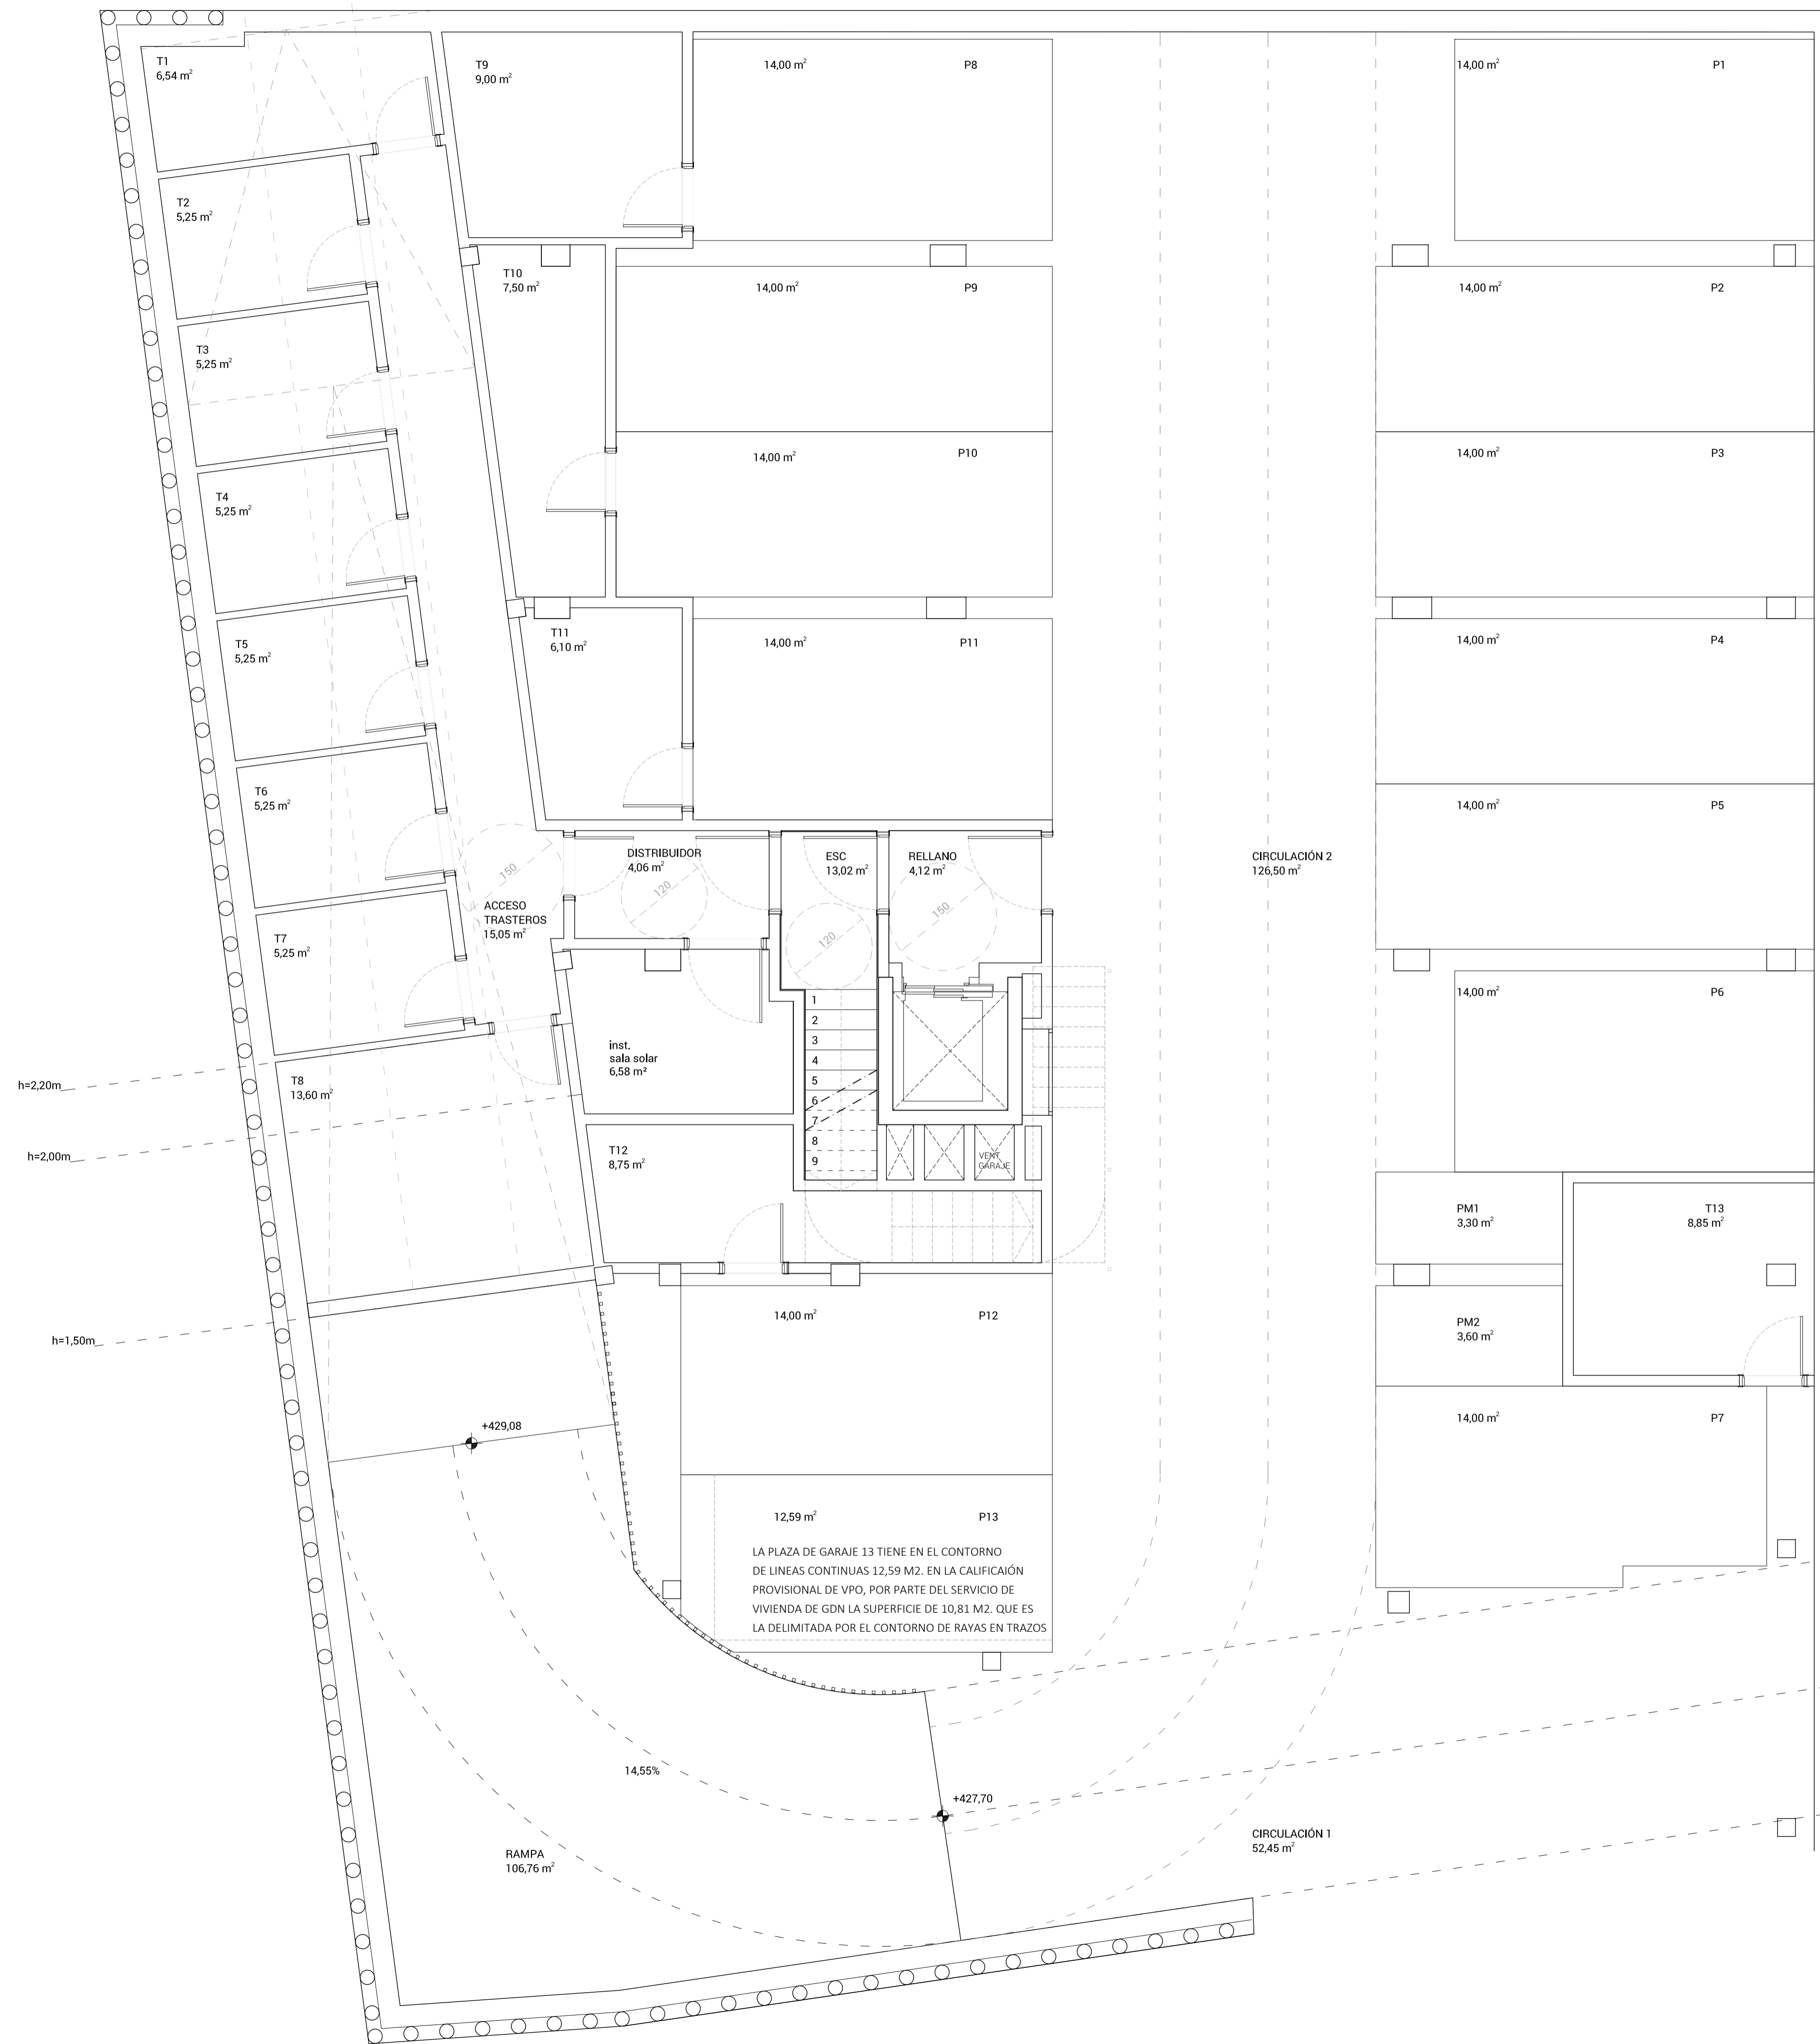 T1
6,54 m²
T9
9,00 m²
14,00 m²
P8
14,00 m²
P1
T2
5,25 m²
T10
7,50 m²
14,00 m²
P9
14,00 m²
P2
T3
5,25 m²
14,00 m²
P10
14,00 m²
P3
T4
5,25 m²
T11
6,10 m²
14,00 m²
P11
14,00 m²
P4
T5
5,25 m²
T6
5,25 m²
14,00 m²
P5
150
DISTRIBUIDOR
4,06 m²
120
ESC
13,02 m²
120
RELLANO
4,12 m²
150
CIRCULACIÓN 2
126,50 m²
ACCESO
TRASTEROS
15,05 m²
T7
5,25 m²
14,00 m²
P6
1
2
3
4
5
6
7
8
9
inst.
sala solar
6,58 m²
h=2,20m
T8
13,60 m²
h=2,00m
T12
8,75 m²
VENT
GARAJE
PM1
3,30 m²
T13
8,85 m²
h=1,50m
14,00 m²
P12
PM2
3,60 m²
+429,08
14,00 m²
P7
12,59 m²
P13
LA PLAZA DE GARAJE 13 TIENE EN EL CONTORNO
DE LINEAS CONTINUAS 12,59 M2. EN LA CALIFICAIÓN
PROVISIONAL DE VPO, POR PARTE DEL SERVICIO DE
VIVIENDA DE GDN LA SUPERFICIE DE 10,81 M2. QUE ES
LA DELIMITADA POR EL CONTORNO DE RAYAS EN TRAZOS
14,55%
+427,70
RAMPA
106,76 m²
CIRCULACIÓN 1
52,45 m²